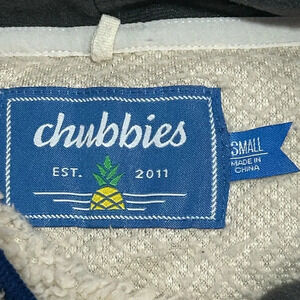 chubbies
EST. 2011
SMALL
MADE IN
CHINA